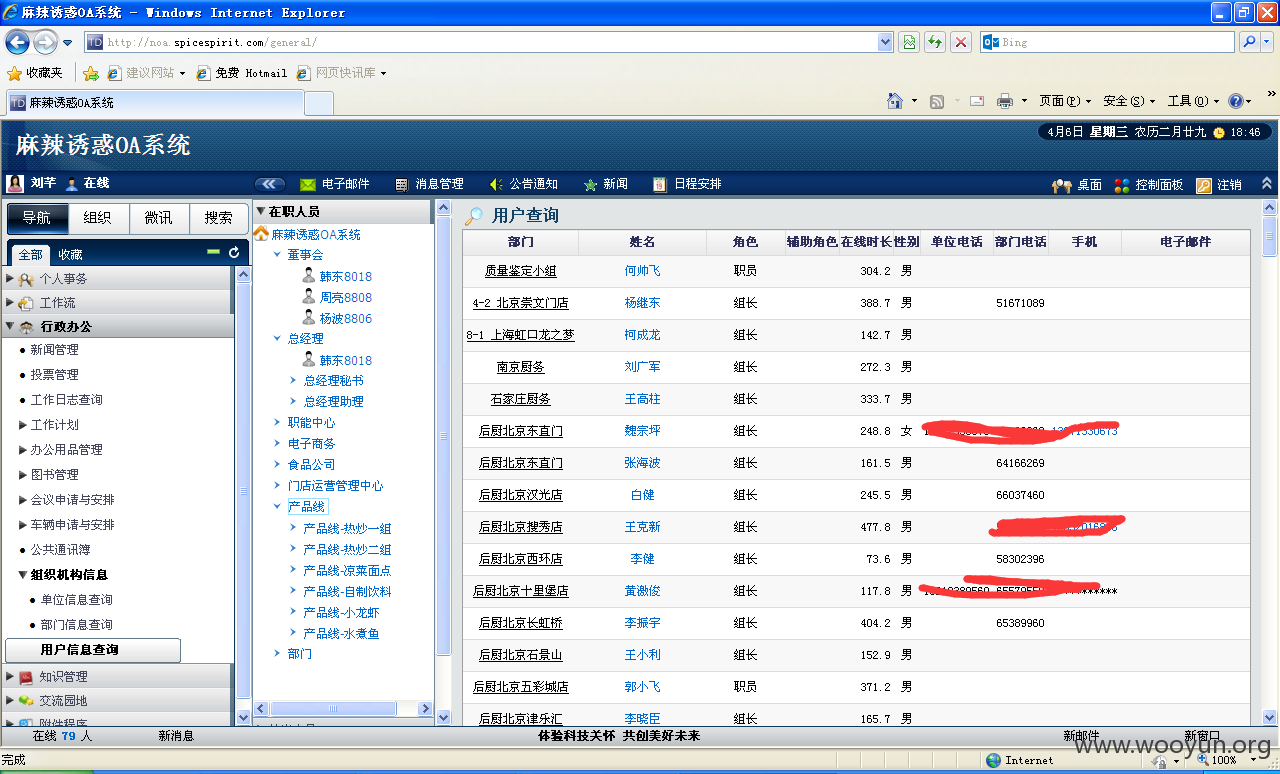 麻辣诱惑OA系统 - Windows Internet Explorer
http://noa.spicespirit.com/general/
Bing
收藏夹 建议网站 免费 Hotmail 网页快讯库
麻辣诱惑OA系统
页面(P) 安全(S) 工具(O)
麻辣诱惑OA系统
4月6日 星期三 农历二月廿九 18:46
刘芊 在线 电子邮件 消息管理 公告通知 新闻 日程安排 桌面 控制面板 注销
导航 组织 微讯 搜索
全部 收藏
个人事务
工作流
行政办公
新闻管理
投票管理
工作日志查询
工作计划
办公用品管理
图书管理
会议申请与安排
车辆申请与安排
公共通讯簿
组织机构信息
单位信息查询
部门信息查询
用户信息查询
知识管理
交流园地
附件程序
在职人员
麻辣诱惑OA系统
董事会
韩东8018
周亮8808
杨波8806
总经理
韩东8018
总经理秘书
总经理助理
职能中心
电子商务
食品公司
门店运营管理中心
产品线
产品线-热炒一组
产品线-热炒二组
产品线-凉菜面点
产品线-自制饮料
产品线-小龙虾
产品线-水煮鱼
部门
用户查询
部门 姓名 角色 辅助角色 在线时长 性别 单位电话 部门电话 手机 电子邮件
质量鉴定小组 何帅飞 职员 304.2 男
4-2 北京崇文门店 杨继东 组长 388.7 男 51671089
8-1 上海虹口龙之梦 柯成龙 组长 142.7 男
南京厨务 刘广军 组长 272.3 男
石家庄厨务 王高柱 组长 333.7 男
后厨北京东直门 魏宗坪 组长 248.8 女
后厨北京东直门 张海波 组长 161.5 男 64166269
后厨北京汉光店 白健 组长 245.5 男 66067460
后厨北京搜秀店 王克新 组长 477.8 男
后厨北京西环店 李健 组长 73.6 男 58302396
后厨北京十里堡店 黄激俊 组长 117.8 男
后厨北京长虹桥 李振宇 组长 404.2 男 65389960
后厨北京石景山 王小利 组长 152.9 男
后厨北京五彩城店 郭小飞 职员 371.2 男
后厨北京津乐汇 李晓臣 组长 165.7 男
在线 79 人 新消息 体验科技关怀 共创美好未来 新邮件 新窗口
www.wooyun.org
完成 Internet 100%